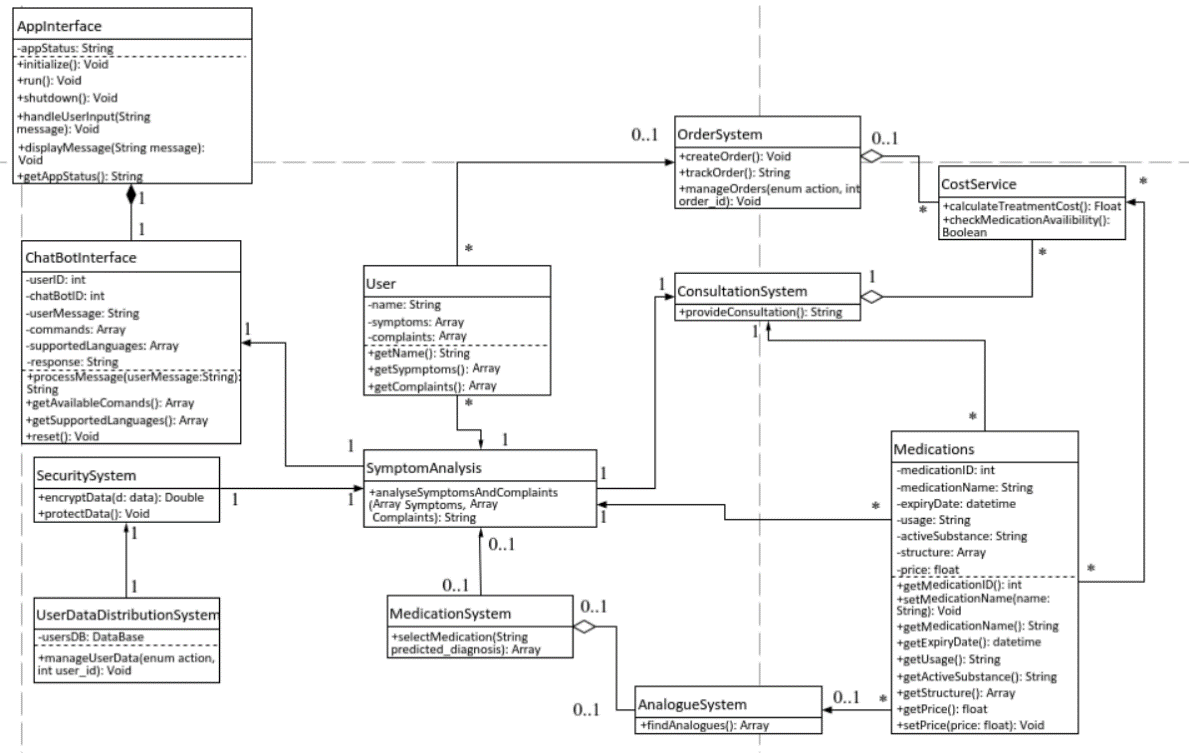 AppInterface
-appStatus: String
+initialize(): Void
+run(): Void
+shutdown(): Void
+handleUserInput(String
message): Void
+displayMessage(String message):
Void
+getAppStatus(): String
1
1
ChatBotInterface
-userID: int
-chatBotID: int
-userMessage: String
-commands: Array
-supportedLanguages: Array
-response: String
+processMessage(userMessage:String):
String
+getAvailableComands(): Array
+getSupportedLanguages(): Array
+reset(): Void
1
1
SecuritySystem
+encryptData(d: data): Double
+protectData(): Void
1
1
1
1
UserDataDistributionSystem
-usersDB: DataBase
+manageUserData(enum action,
int user_id): Void
User
-name: String
-symptoms: Array
-complaints: Array
+getName(): String
+getSypmptoms(): Array
+getComplaints(): Array
*
0..1
*
1
SymptomAnalysis
+analyseSymptomsAndComplaints
(Array Symptoms, Array
Complaints): String
1
1
1
0..1
0..1
MedicationSystem
+selectMedication(String
predicted_diagnosis): Array
0..1
0..1
AnalogueSystem
+findAnalogues(): Array
0..1
*
OrderSystem
+createOrder(): Void
+trackOrder(): String
+manageOrders(enum action, int
order_id): Void
0..1
*
CostService
+calculateTreatmentCost(): Float
+checkMedicationAvailibility():
Boolean
*
*
ConsultationSystem
+provideConsultation(): String
1
1
*
*
*
Medications
-medicationID: int
-medicationName: String
-expiryDate: datetime
-usage: String
-activeSubstance: String
-structure: Array
-price: float
+getMedicationID(): int
+setMedicationName(name:
String): Void
+getMedicationName(): String
+getExpiryDate(): datetime
+getUsage(): String
+getActiveSubstance(): String
+getStructure(): Array
+getPrice(): float
+setPrice(price: float): Void